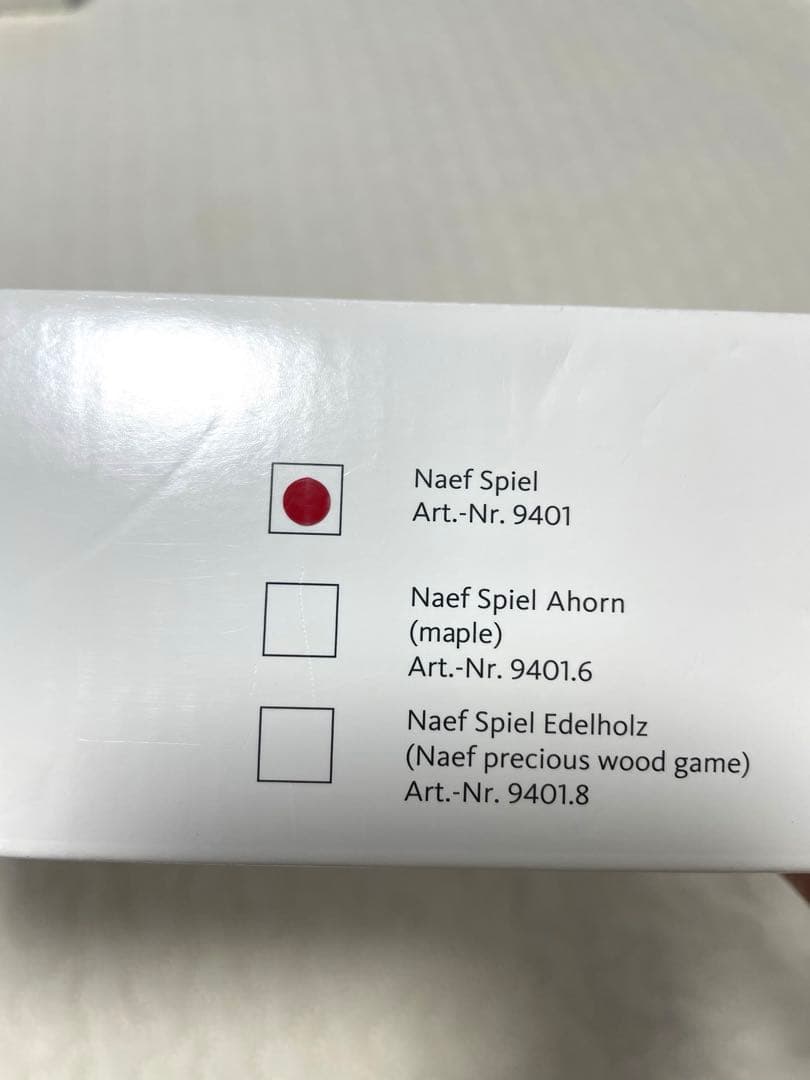 Naef Spiel
Art.-Nr. 9401
Naef Spiel Ahorn
(maple)
Art.-Nr. 9401.6
Naef Spiel Edelholz
(Naef precious wood game)
Art.-Nr. 9401.8